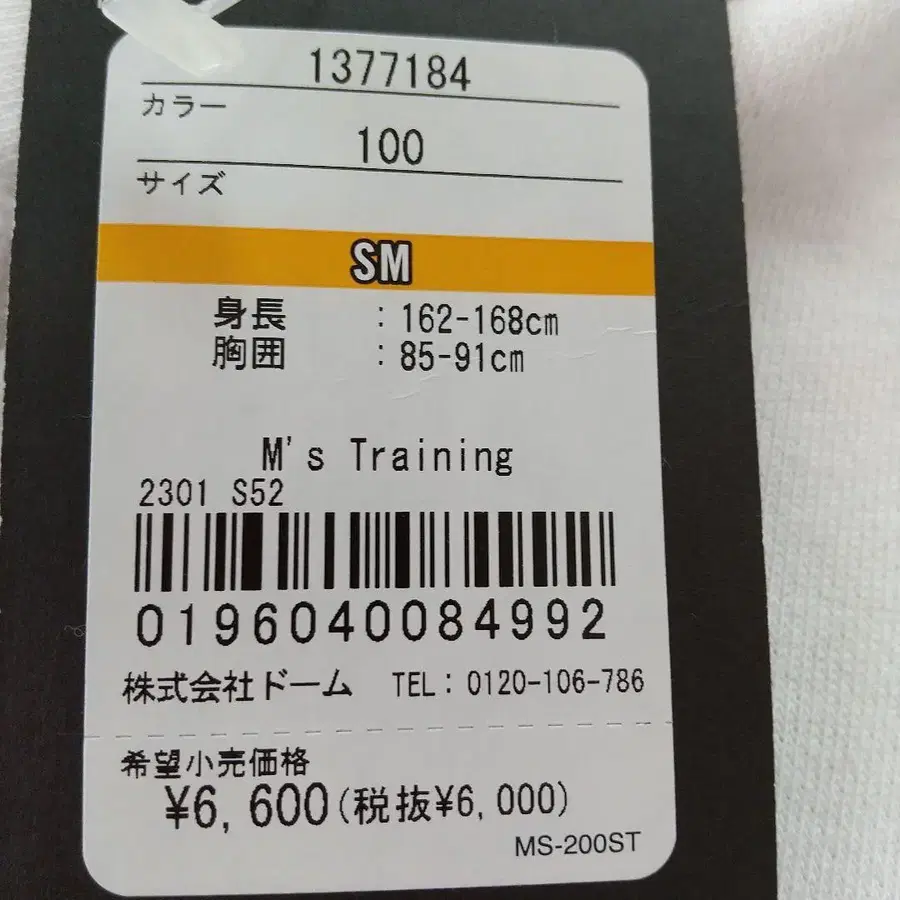 1377184
カラー
100
サイズ
SM
身長 : 162-168cm
胸囲 : 85-91cm
M's Training
2301 S52
0196040084992
株式会社ドーム TEL: 0120-106-786
希望小売価格
¥6,600(税抜¥6,000)
MS-200ST